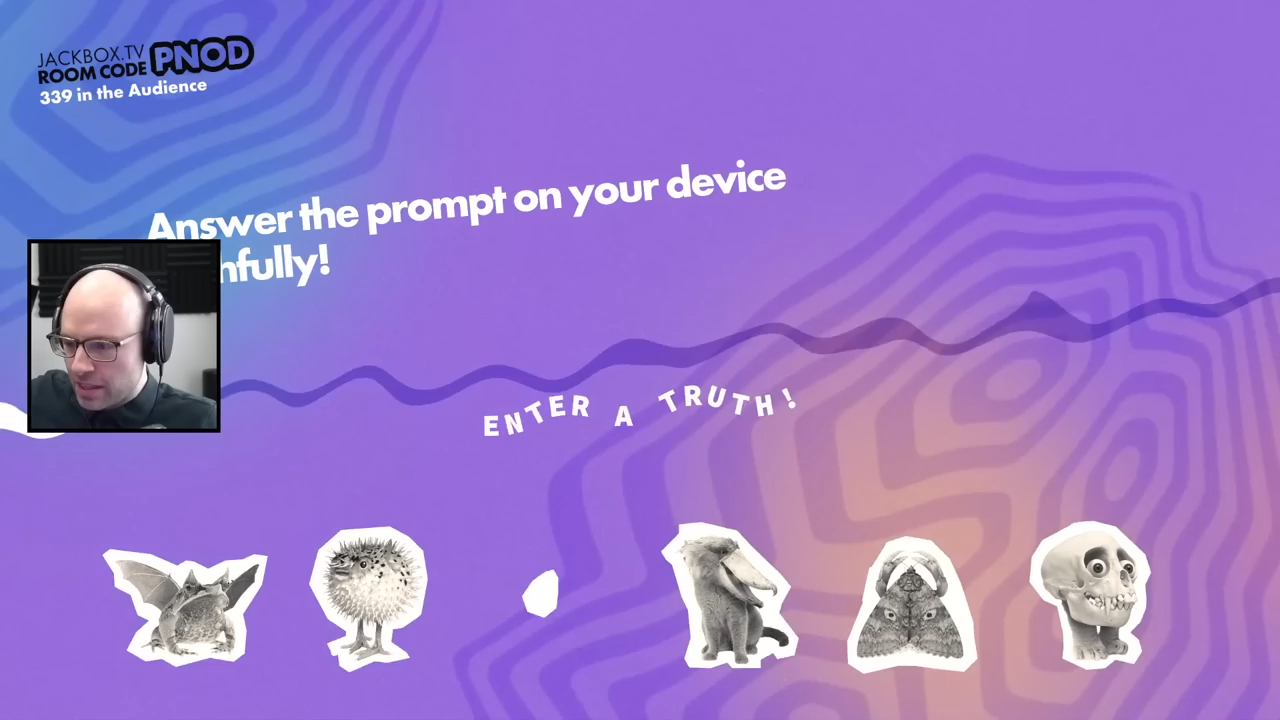 JACKBOX.TV
ROOM CODE PNOD
339 in the Audience
Answer the prompt on your device
nfully!
ENTER A TRUTH!